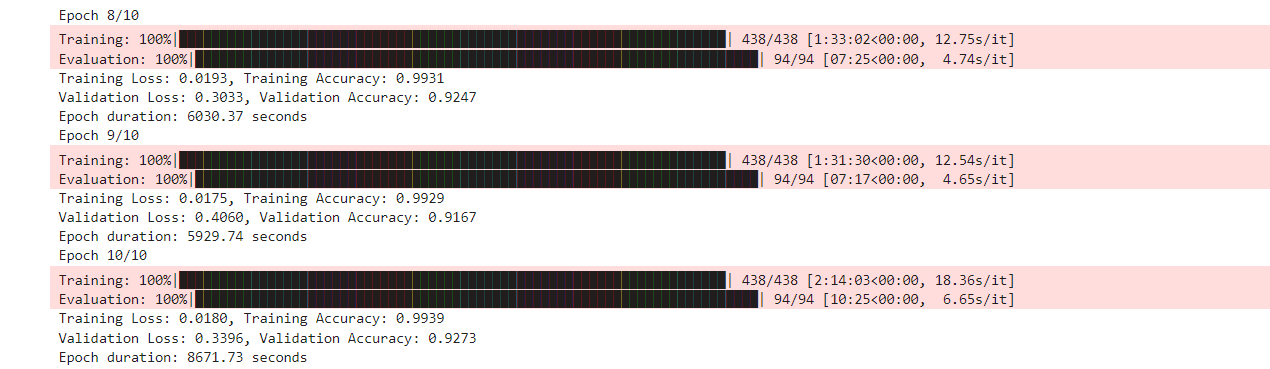 Epoch 8/10
Training: 100%|██████████| 438/438 [1:33:02<00:00, 12.75s/it]
Evaluation: 100%|██████████| 94/94 [07:25<00:00,  4.74s/it]
Training Loss: 0.0193, Training Accuracy: 0.9931
Validation Loss: 0.3033, Validation Accuracy: 0.9247
Epoch duration: 6030.37 seconds
Epoch 9/10
Training: 100%|██████████| 438/438 [1:31:30<00:00, 12.54s/it]
Evaluation: 100%|██████████| 94/94 [07:17<00:00,  4.65s/it]
Training Loss: 0.0175, Training Accuracy: 0.9929
Validation Loss: 0.4060, Validation Accuracy: 0.9167
Epoch duration: 5929.74 seconds
Epoch 10/10
Training: 100%|██████████| 438/438 [2:14:03<00:00, 18.36s/it]
Evaluation: 100%|██████████| 94/94 [10:25<00:00,  6.65s/it]
Training Loss: 0.0180, Training Accuracy: 0.9939
Validation Loss: 0.3396, Validation Accuracy: 0.9273
Epoch duration: 8671.73 seconds